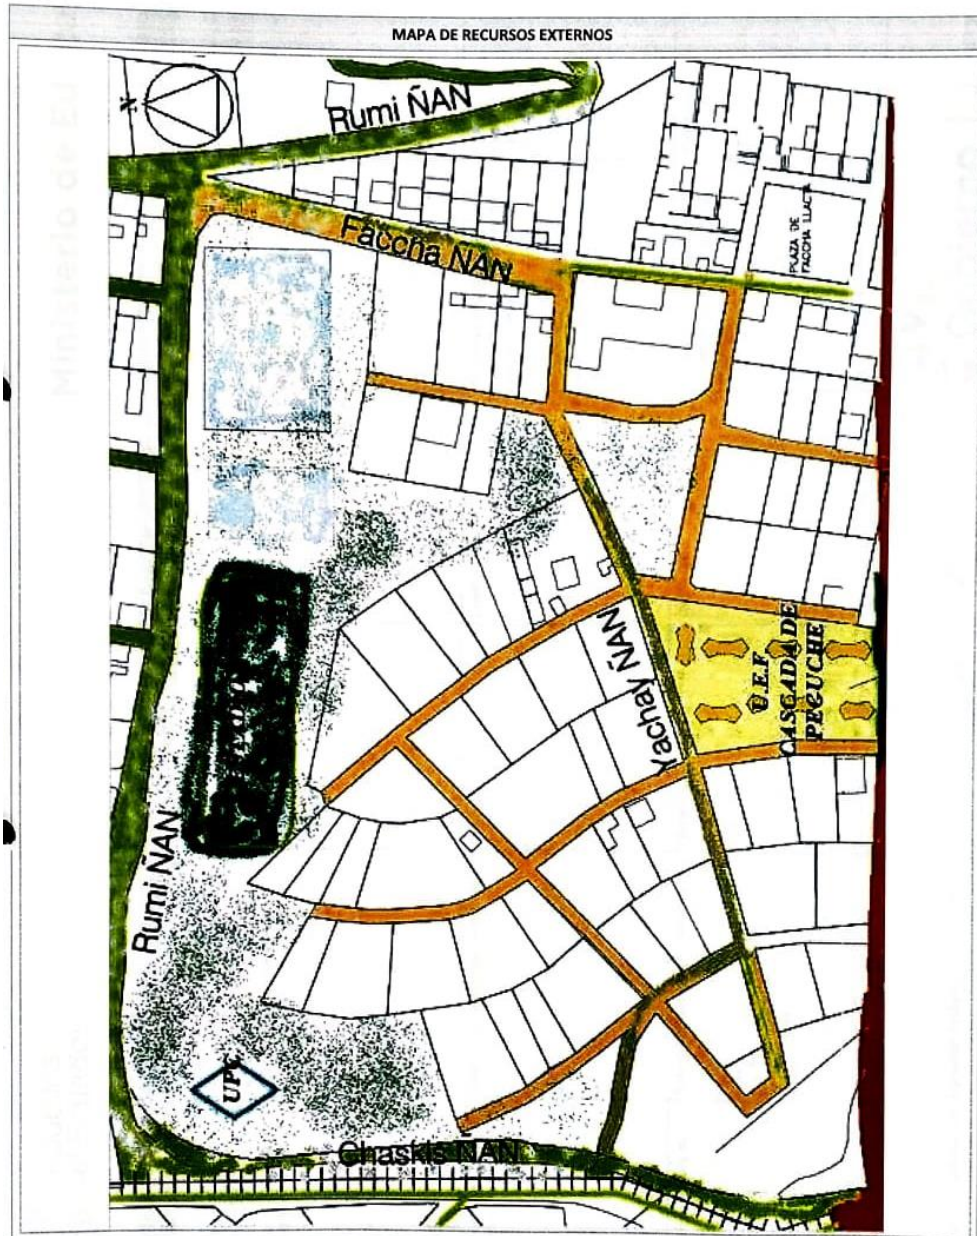 MAPA DE RECURSOS EXTERNOS
N
Rumi ÑAN
Faccha ÑAN
PLAZA DE
FACCHA LLACTA
Yachay ÑAN
U.E.F
CASCADA DE
PEGUCHE
Rumi ÑAN
UPC
Chaskis ÑAN